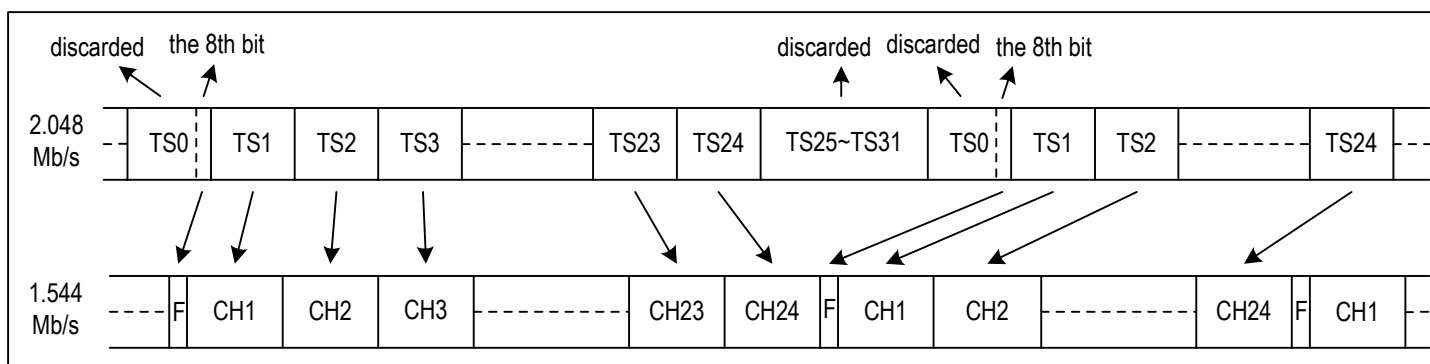 discarded the 8th bit discarded discarded the 8th bit
2.048
Mb/s
TS0 TS1 TS2 TS3 TS23 TS24 TS25~TS31 TS0 TS1 TS2 TS24
1.544
Mb/s
F CH1 CH2 CH3 CH23 CH24 F CH1 CH2 CH24 F CH1